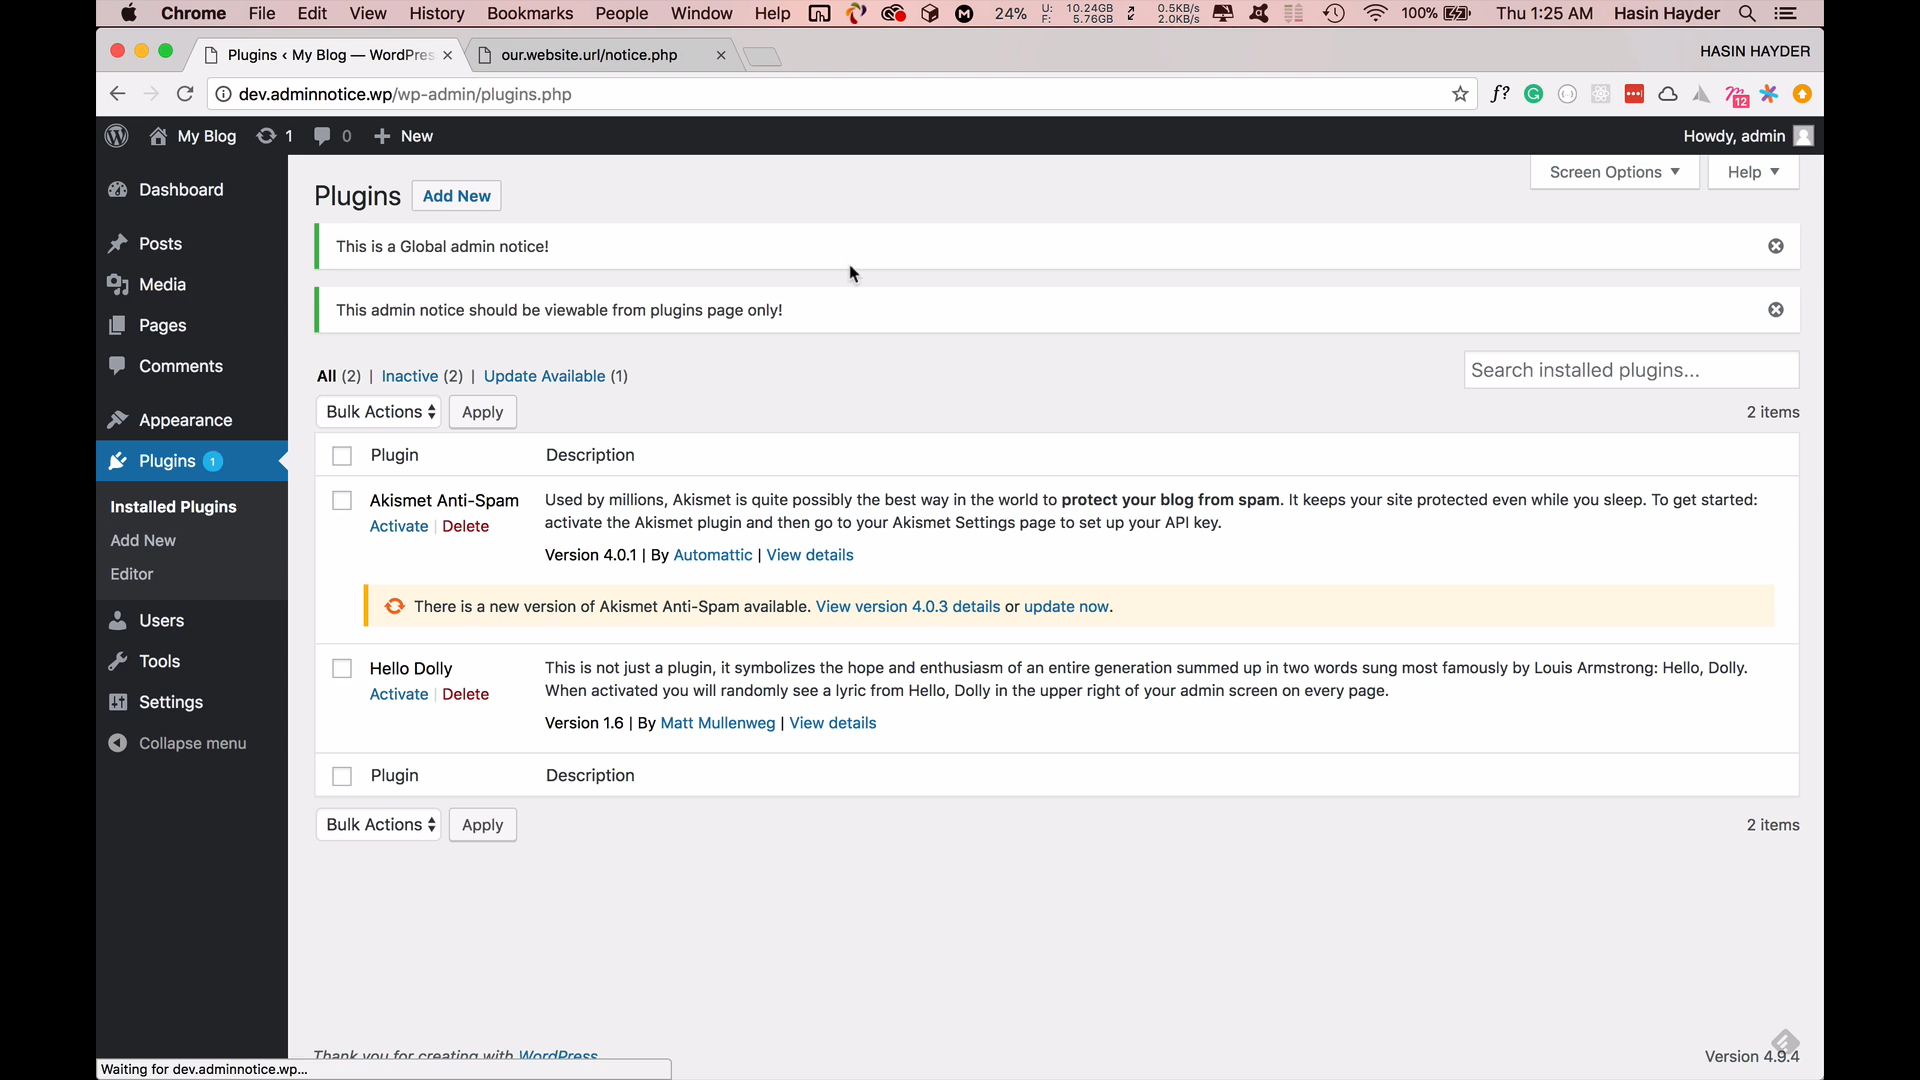 Chrome File Edit View History Bookmarks People Window Help 24% U: 10.24GB F: 5.76GB 0.5KB/s 2.0KB/s 100% Thu 1:25 AM Hasin Hayder
Plugins ‹ My Blog — WordPres our.website.url/notice.php HASIN HAYDER
dev.adminnotice.wp/wp-admin/plugins.php f? 12
My Blog 1 0 New Howdy, admin
Screen Options Help
Dashboard
Posts
Media
Pages
Comments
Appearance
Plugins 1
Installed Plugins
Add New
Editor
Users
Tools
Settings
Collapse menu
Plugins Add New
This is a Global admin notice!
This admin notice should be viewable from plugins page only!
All (2) | Inactive (2) | Update Available (1)
Search installed plugins...
Bulk Actions Apply 2 items
Plugin Description
Akismet Anti-Spam
Activate | Delete
Used by millions, Akismet is quite possibly the best way in the world to protect your blog from spam. It keeps your site protected even while you sleep. To get started:
activate the Akismet plugin and then go to your Akismet Settings page to set up your API key.
Version 4.0.1 | By Automattic | View details
There is a new version of Akismet Anti-Spam available. View version 4.0.3 details or update now.
Hello Dolly
Activate | Delete
This is not just a plugin, it symbolizes the hope and enthusiasm of an entire generation summed up in two words sung most famously by Louis Armstrong: Hello, Dolly.
When activated you will randomly see a lyric from Hello, Dolly in the upper right of your admin screen on every page.
Version 1.6 | By Matt Mullenweg | View details
Plugin Description
Bulk Actions Apply 2 items
Thank you for creating with WordPress
Version 4.9.4
Waiting for dev.adminnotice.wp...